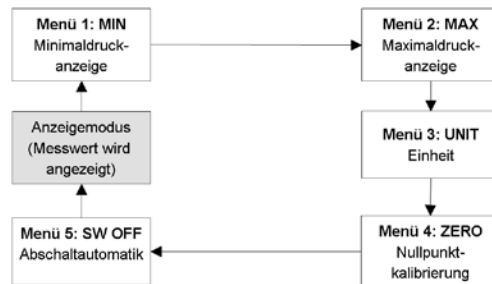 Menü 1: MIN
Minimaldruck-
anzeige
Menü 2: MAX
Maximaldruck-
anzeige
Anzeigemodus
(Messwert wird
angezeigt)
Menü 3: UNIT
Einheit
Menü 5: SW OFF
Abschaltautomatik
Menü 4: ZERO
Nullpunkt-
kalibrierung